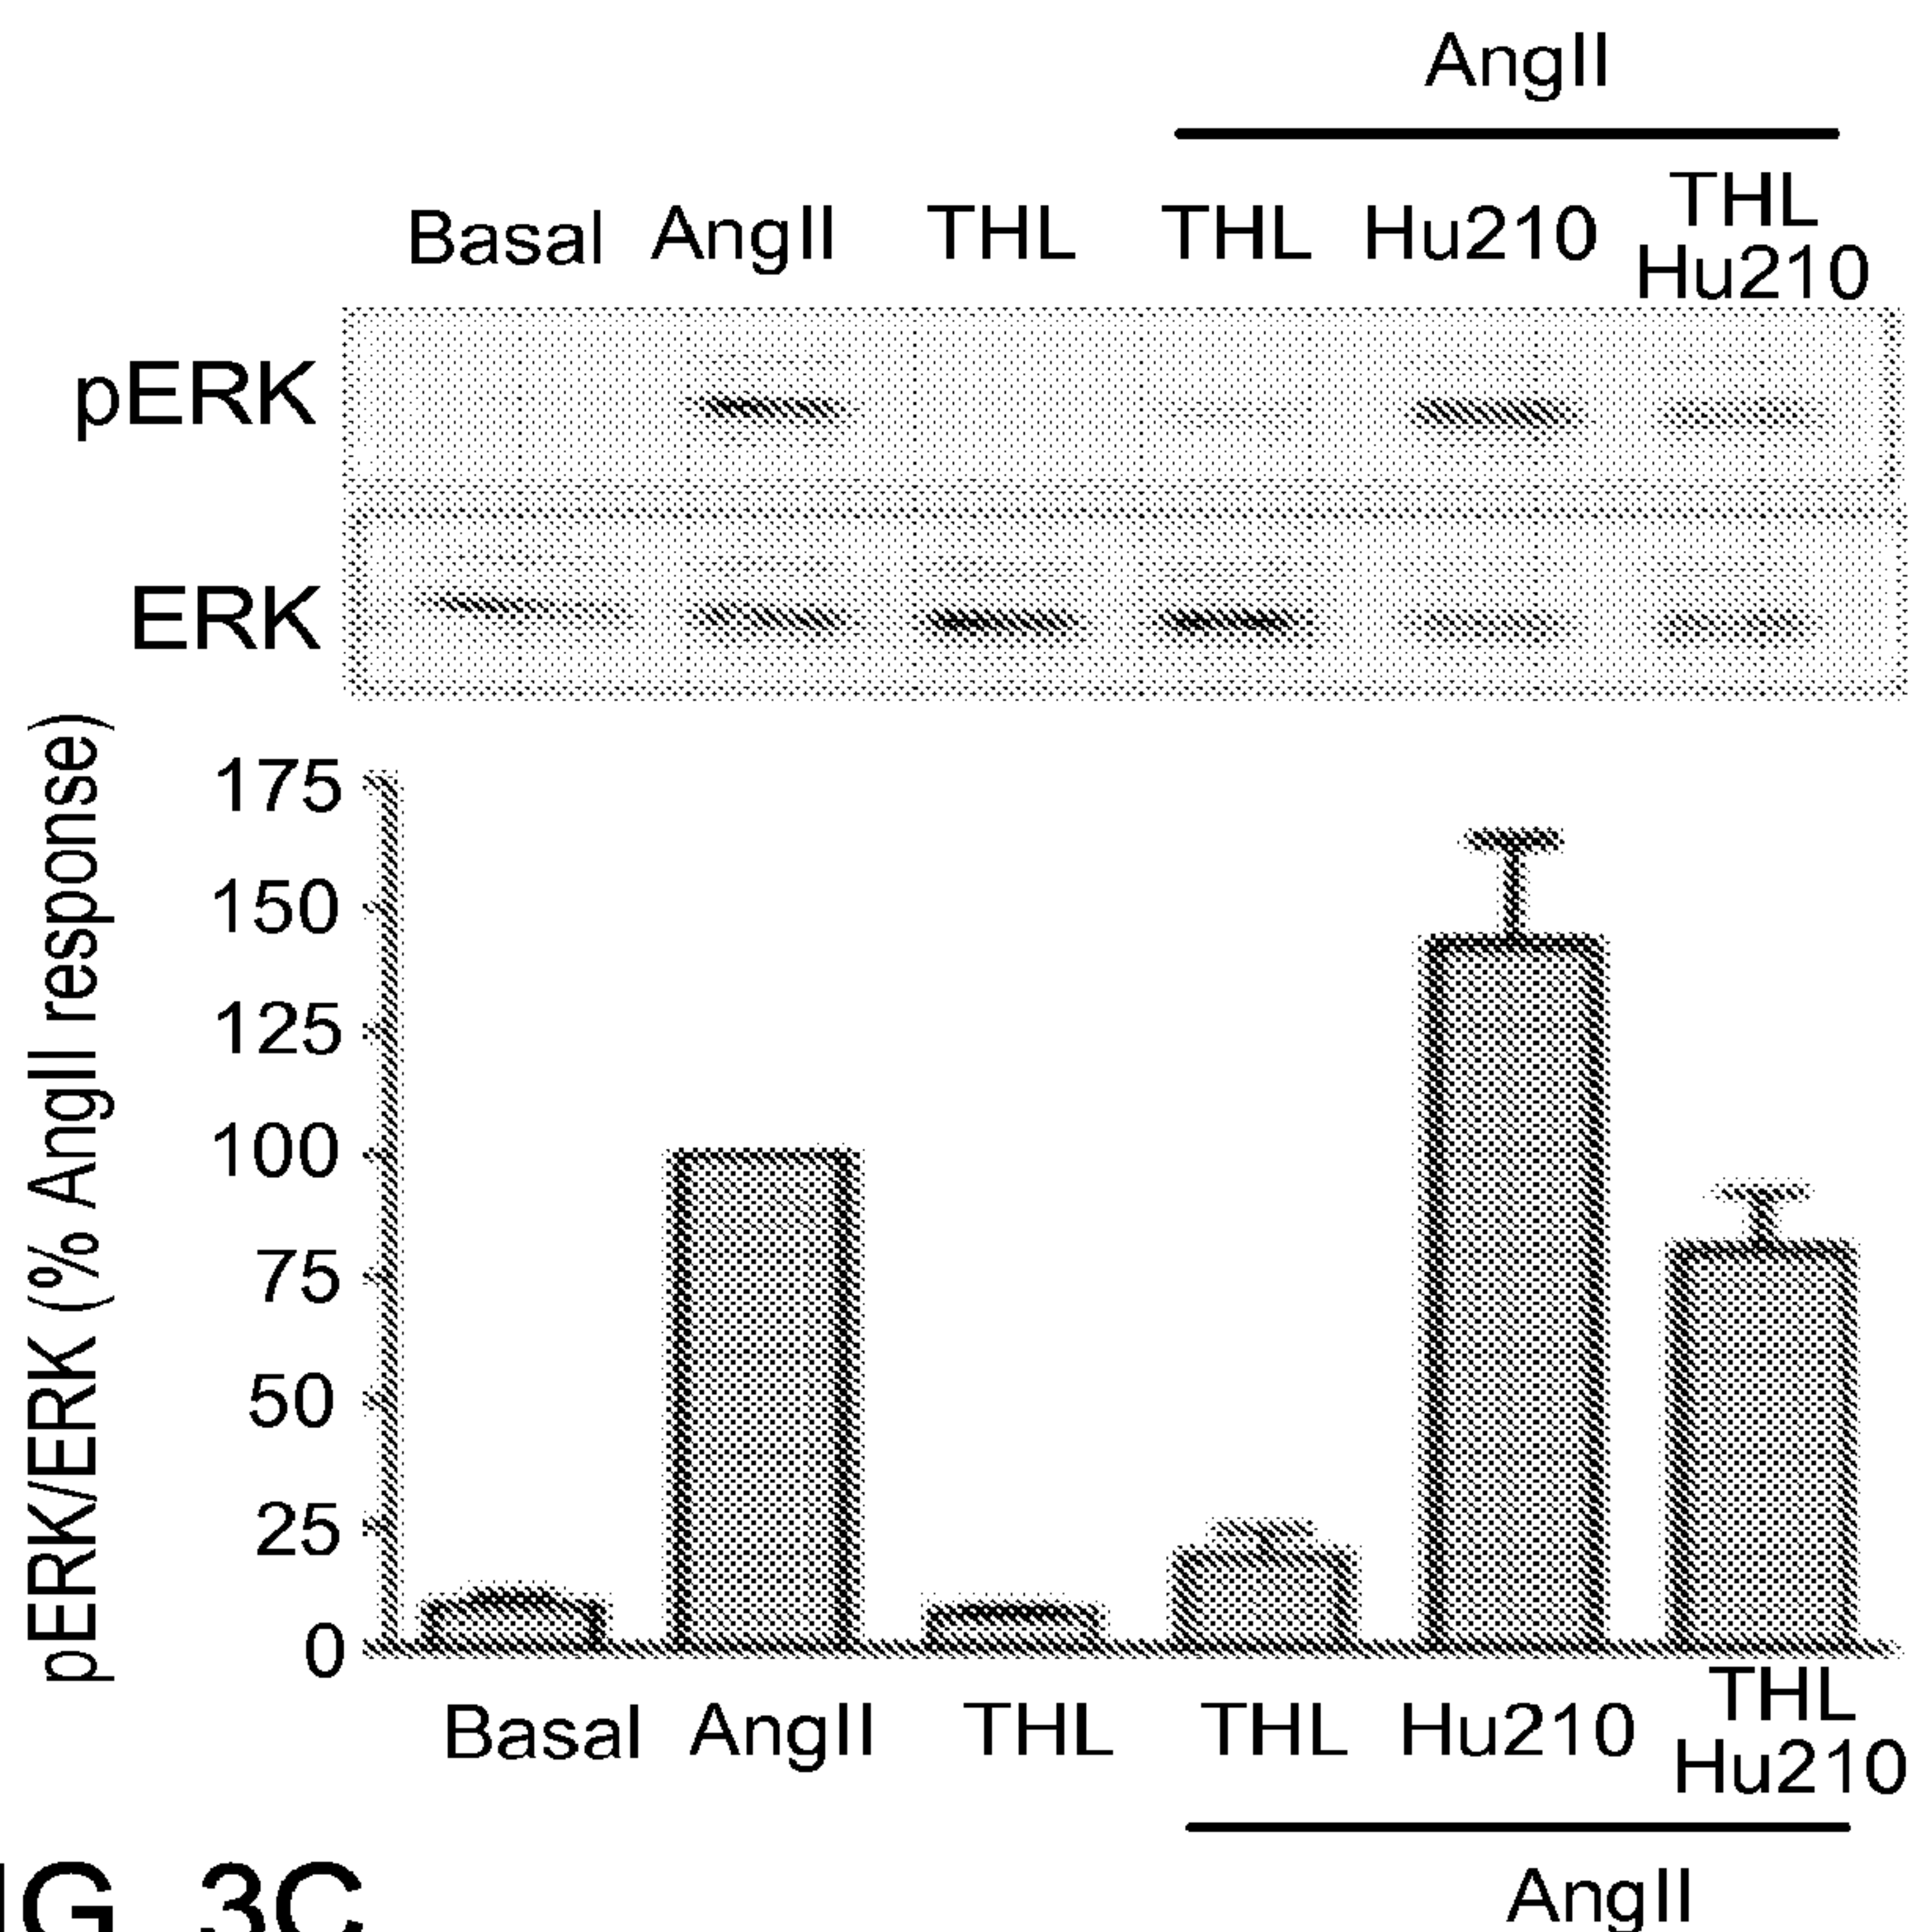 AngII
Basal AngII THL THL Hu210 THL
Hu210
pERK
ERK
pERK/ERK (% AngII response)
175
150
125
100
75
50
25
0
Basal AngII THL THL Hu210 THL
Hu210
AngII
3C